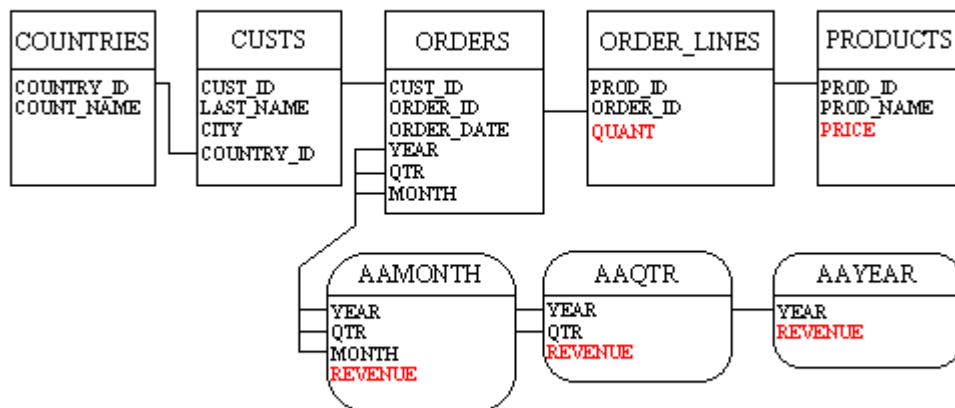 COUNTRIES
COUNTRY_ID
COUNT_NAME
CUSTS
CUST_ID
LAST_NAME
CITY
COUNTRY_ID
ORDERS
CUST_ID
ORDER_ID
ORDER_DATE
YEAR
QTR
MONTH
ORDER_LINES
PROD_ID
ORDER_ID
QUANT
PRODUCTS
PROD_ID
PROD_NAME
PRICE
AAMONTH
YEAR
QTR
MONTH
REVENUE
AAQTR
YEAR
QTR
REVENUE
AAYEAR
YEAR
REVENUE